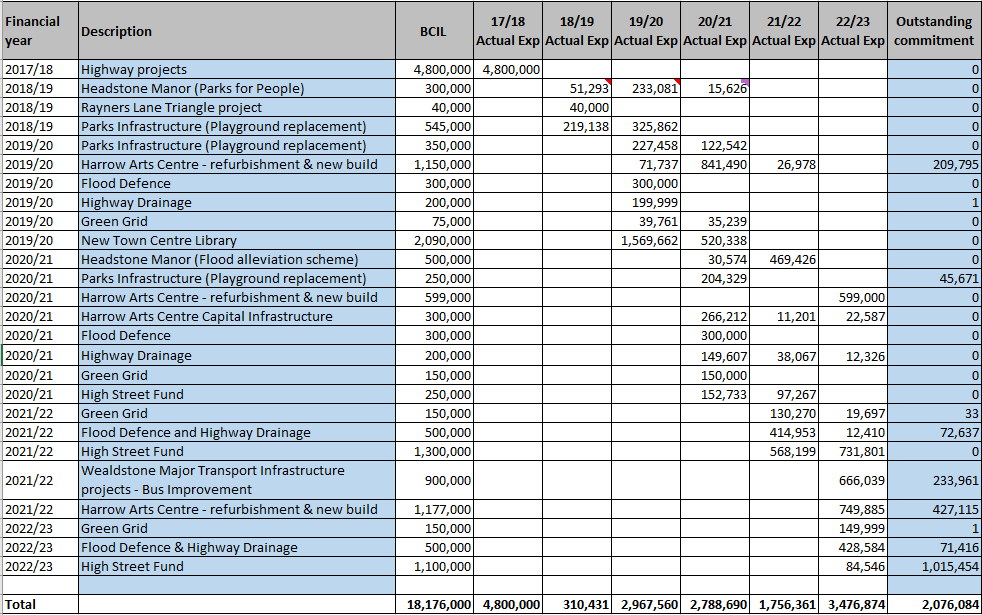 Financial year Description BCIL 17/18 Actual Exp 18/19 Actual Exp 19/20 Actual Exp 20/21 Actual Exp 21/22 Actual Exp 22/23 Actual Exp Outstanding commitment
2017/18 Highway projects 4,800,000 4,800,000 0
2018/19 Headstone Manor (Parks for People) 300,000 51,293 233,081 15,626 0
2018/19 Rayners Lane Triangle project 40,000 40,000 0
2018/19 Parks Infrastructure (Playground replacement) 545,000 219,138 325,862 0
2019/20 Parks Infrastructure (Playground replacement) 350,000 227,458 122,542 0
2019/20 Harrow Arts Centre - refurbishment & new build 1,150,000 71,737 841,490 26,978 209,795
2019/20 Flood Defence 300,000 300,000 0
2019/20 Highway Drainage 200,000 199,999 1
2019/20 Green Grid 75,000 39,761 35,239 0
2019/20 New Town Centre Library 2,090,000 1,569,662 520,338 0
2020/21 Headstone Manor (Flood alleviation scheme) 500,000 30,574 469,426 0
2020/21 Parks Infrastructure (Playground replacement) 250,000 204,329 45,671
2020/21 Harrow Arts Centre - refurbishment & new build 599,000 599,000 0
2020/21 Harrow Arts Centre Capital Infrastructure 300,000 266,212 11,201 22,587 0
2020/21 Flood Defence 300,000 300,000 0
2020/21 Highway Drainage 200,000 149,607 38,067 12,326 0
2020/21 Green Grid 150,000 150,000 0
2020/21 High Street Fund 250,000 152,733 97,267 0
2021/22 Green Grid 150,000 130,270 19,697 33
2021/22 Flood Defence and Highway Drainage 500,000 414,953 12,410 72,637
2021/22 High Street Fund 1,300,000 568,199 731,801 0
2021/22 Wealdstone Major Transport Infrastructure projects - Bus Improvement 900,000 666,039 233,961
2021/22 Harrow Arts Centre - refurbishment & new build 1,177,000 749,885 427,115
2022/23 Green Grid 150,000 149,999 1
2022/23 Flood Defence & Highway Drainage 500,000 428,584 71,416
2022/23 High Street Fund 1,100,000 84,546 1,015,454
Total 18,176,000 4,800,000 310,431 2,967,560 2,788,690 1,756,361 3,476,874 2,076,084